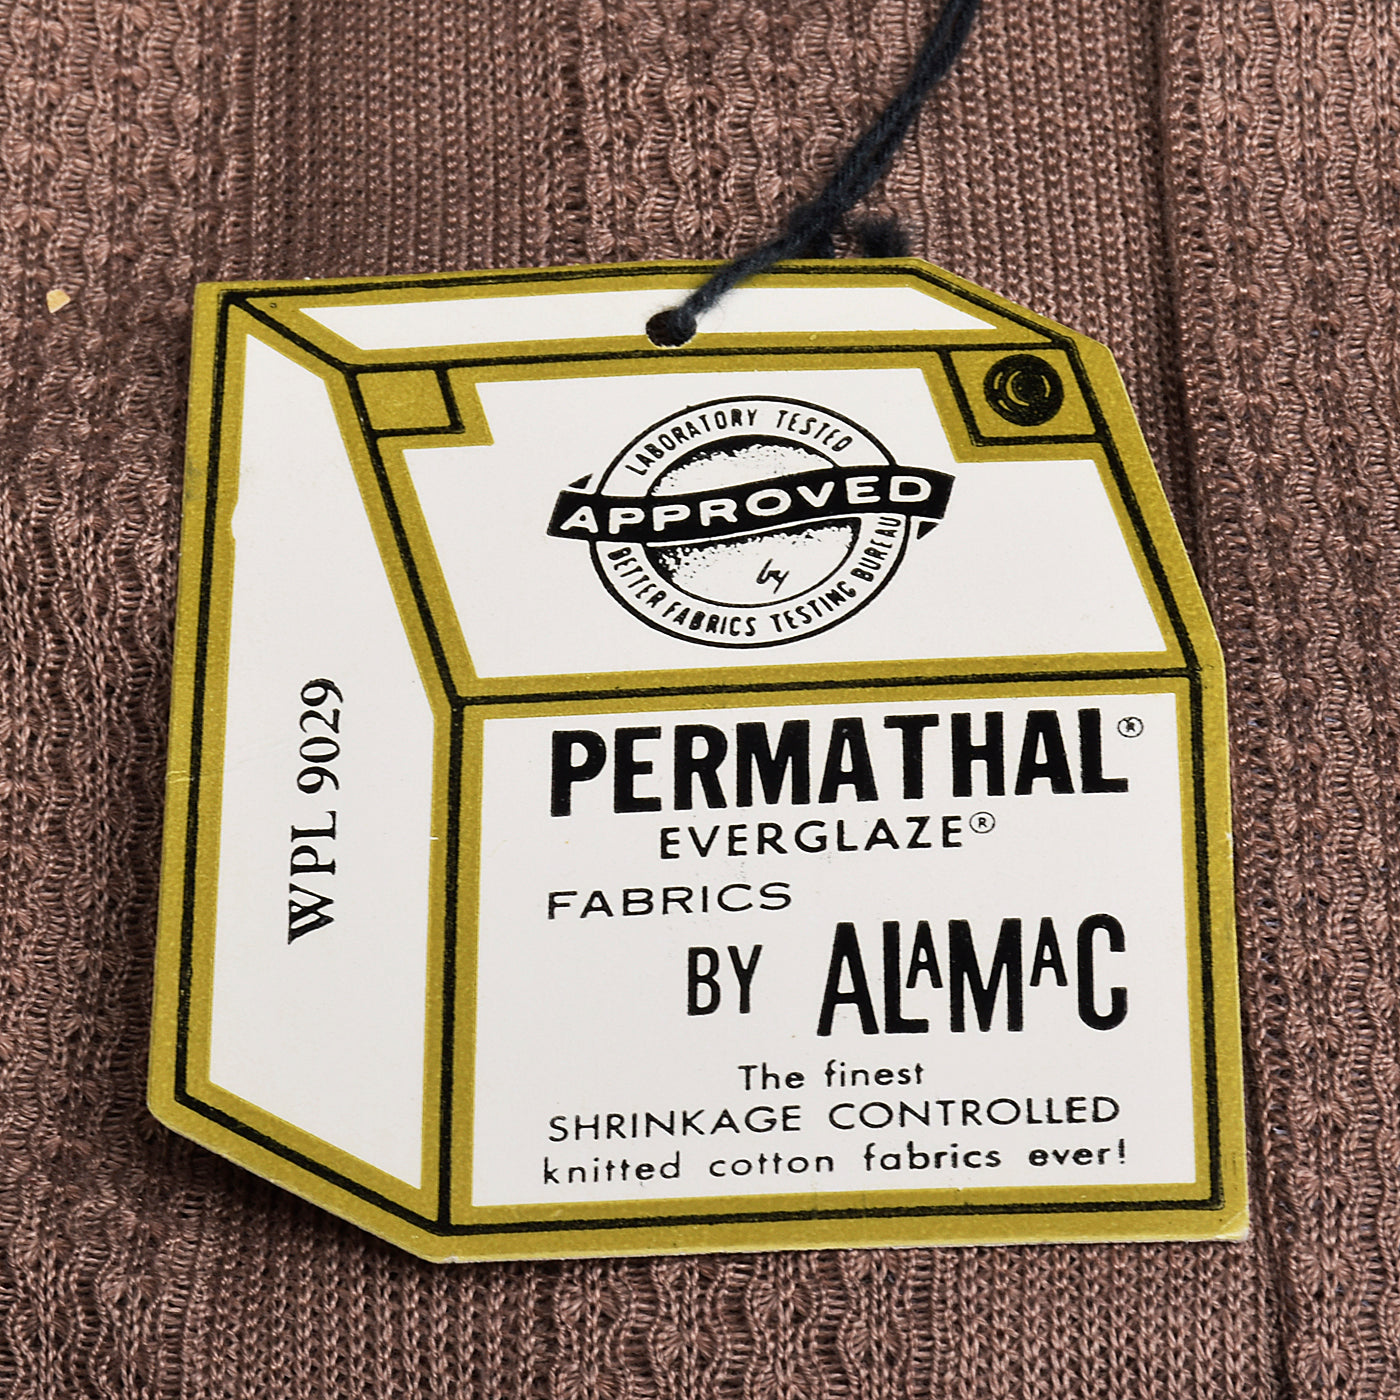 LABORATORY TESTED
APPROVED
BETTER FABRICS TESTING BUREAU
WPL 9029
PERMATHAL®
EVERGLAZE®
FABRICS
BY ALAMAC
The finest
SHRINKAGE CONTROLLED
knitted cotton fabrics ever!